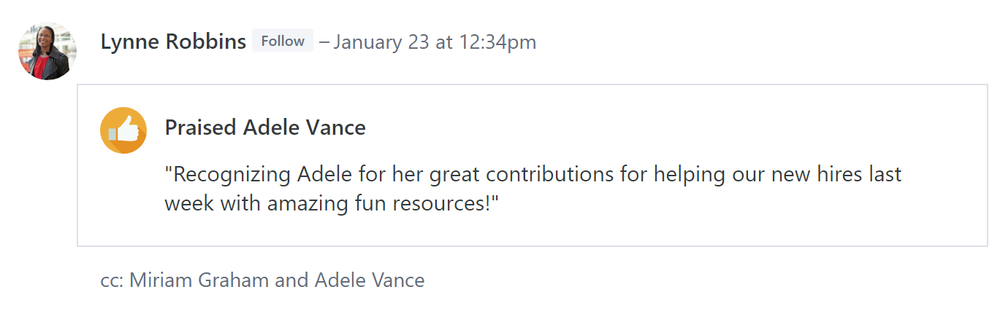 Lynne Robbins Follow – January 23 at 12:34pm
Praised Adele Vance
"Recognizing Adele for her great contributions for helping our new hires last
week with amazing fun resources!"
cc: Miriam Graham and Adele Vance